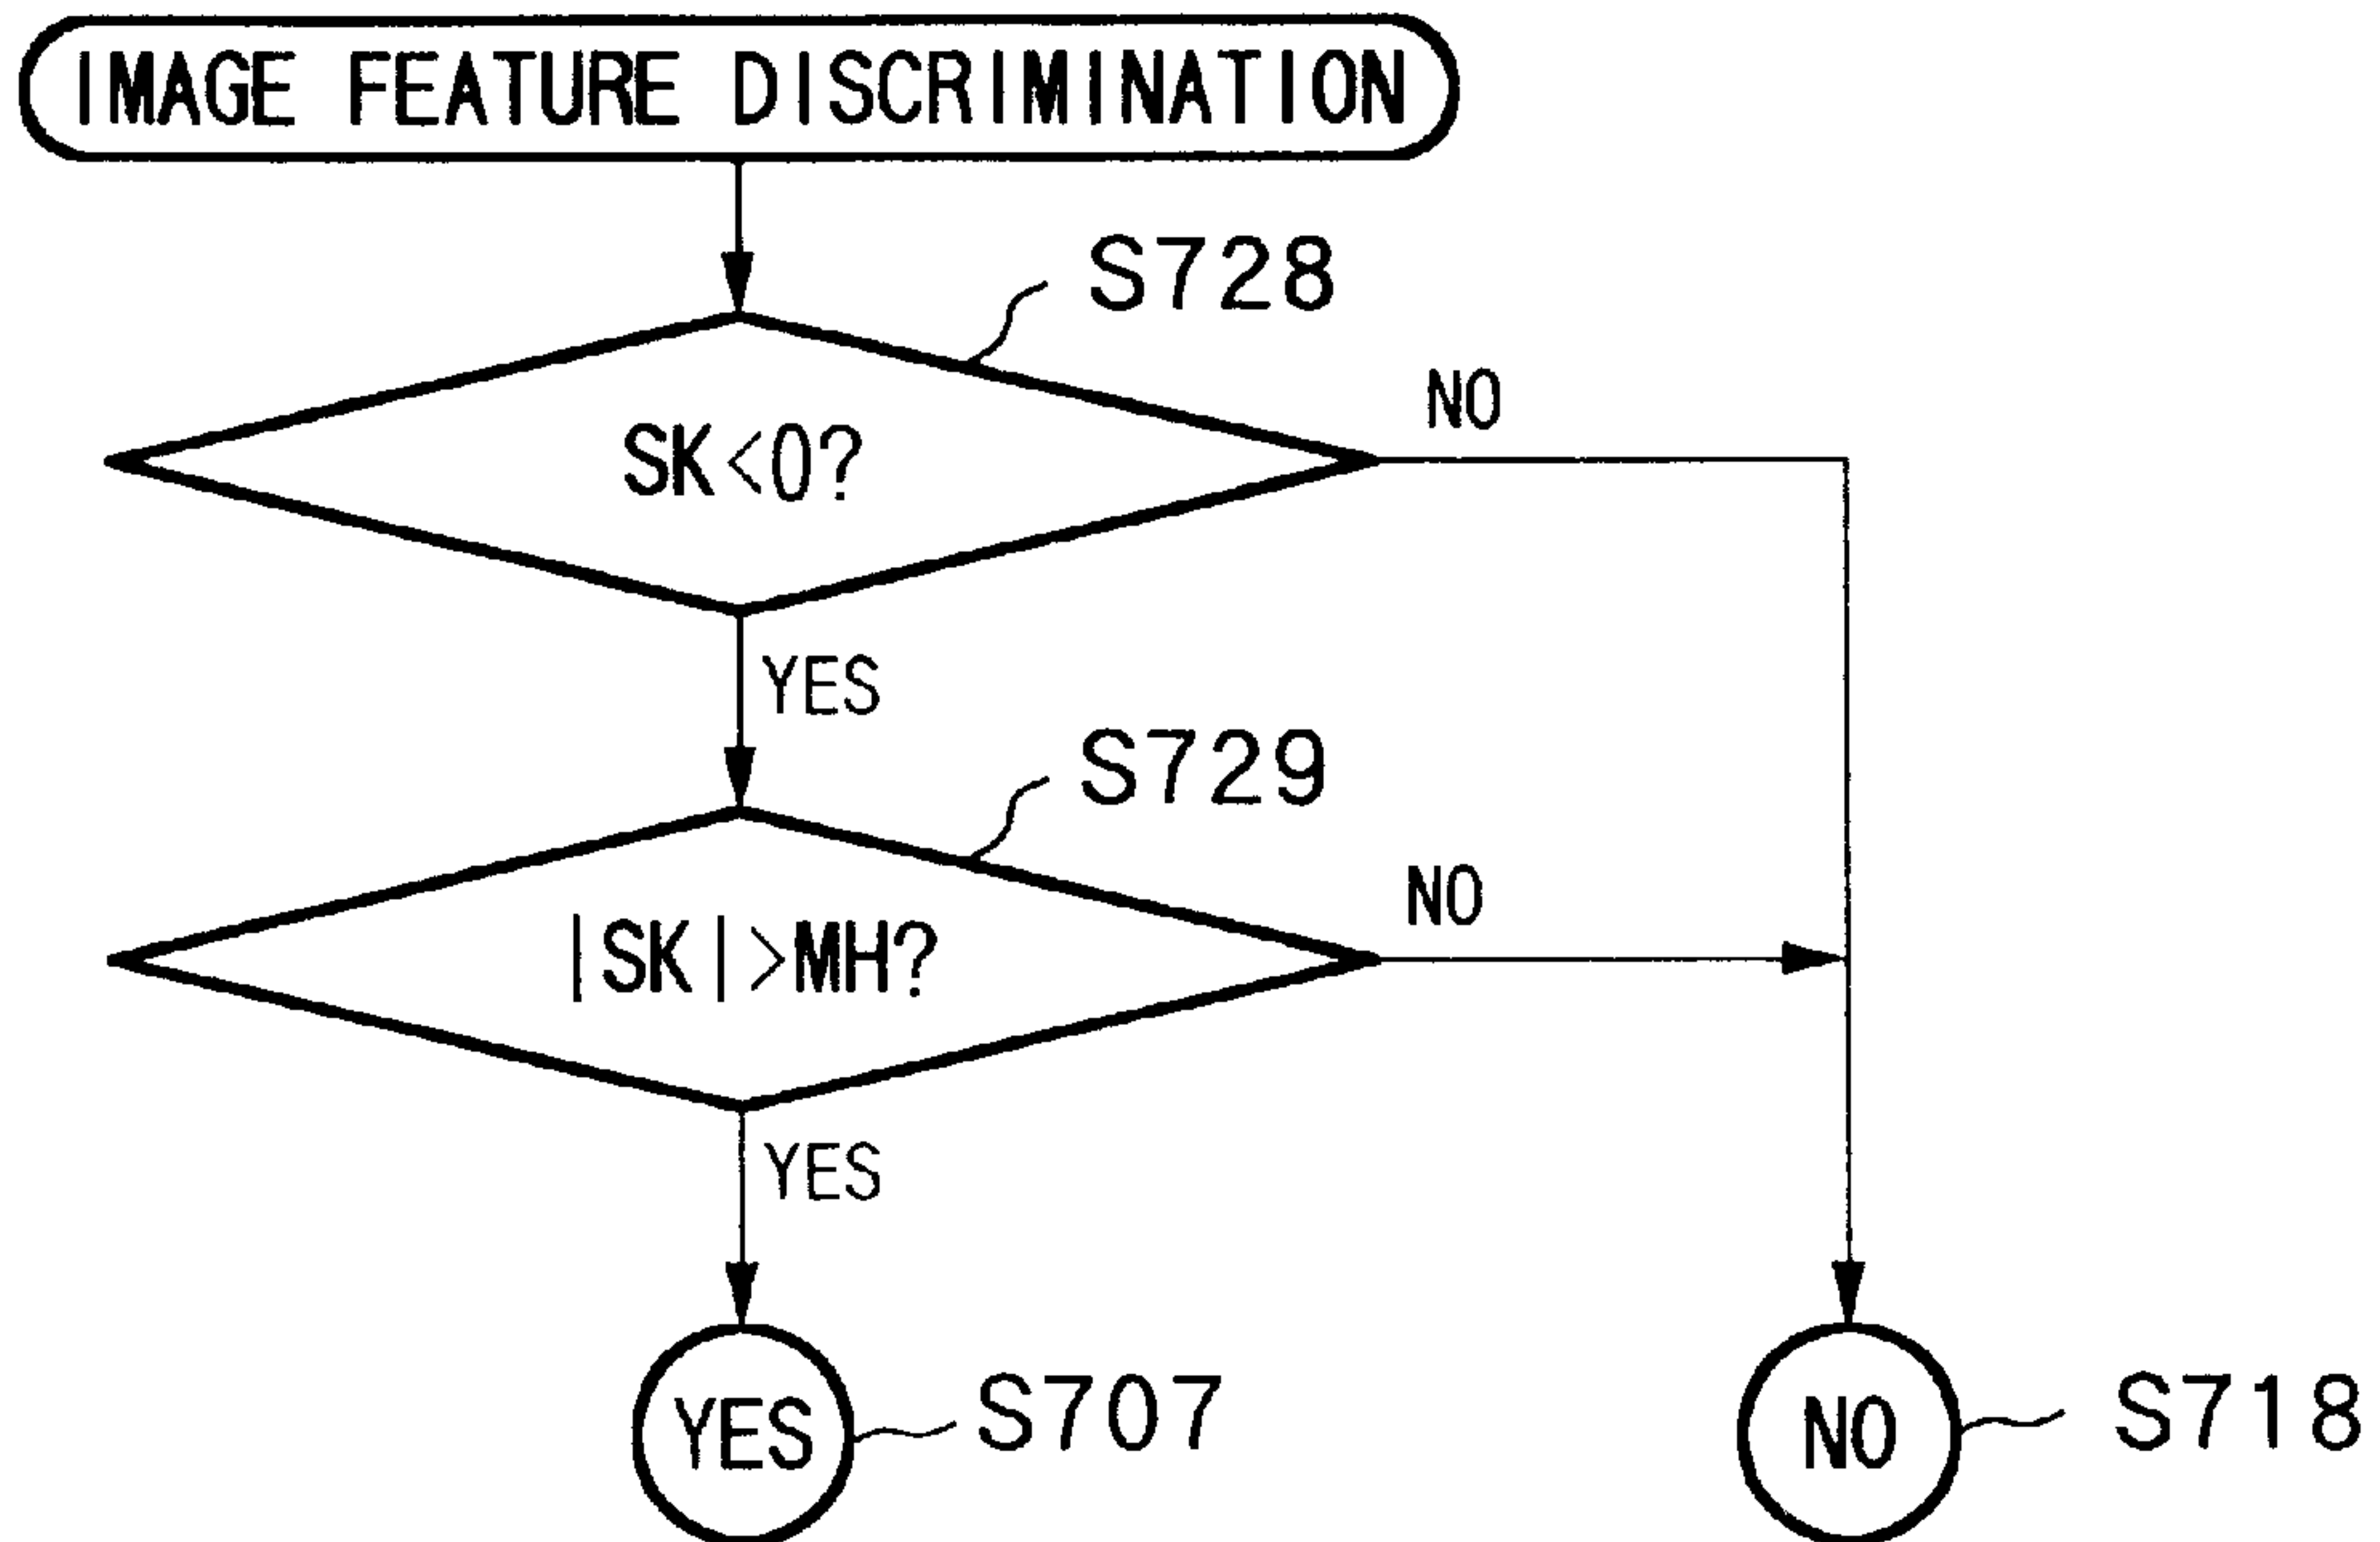 IMAGE FEATURE DISCRIMINATION
S728
SK<0?
NO
YES
S729
|SK|>MH?
NO
YES
YES
S707
NO
S718